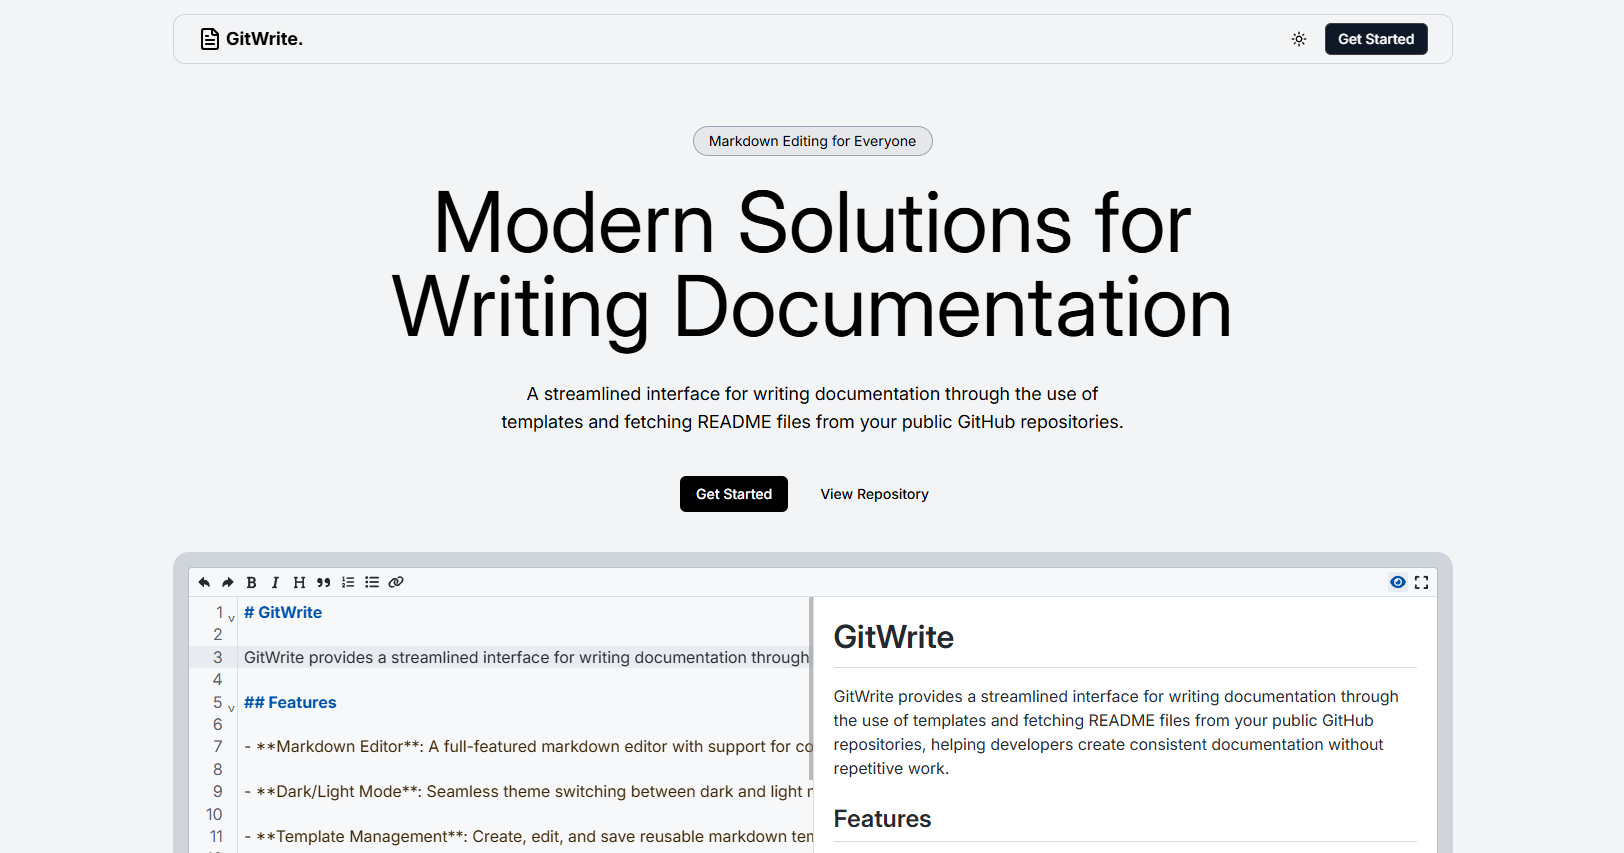 GitWrite.
Get Started
Markdown Editing for Everyone
Modern Solutions for
Writing Documentation
A streamlined interface for writing documentation through the use of
templates and fetching README files from your public GitHub repositories.
Get Started
View Repository
B I H
1 # GitWrite
2
3 GitWrite provides a streamlined interface for writing documentation through
4
5 ## Features
6
7 - **Markdown Editor**: A full-featured markdown editor with support for co
8
9 - **Dark/Light Mode**: Seamless theme switching between dark and light
10
11 - **Template Management**: Create, edit, and save reusable markdown
GitWrite
GitWrite provides a streamlined interface for writing documentation through
the use of templates and fetching README files from your public GitHub
repositories, helping developers create consistent documentation without
repetitive work.
Features